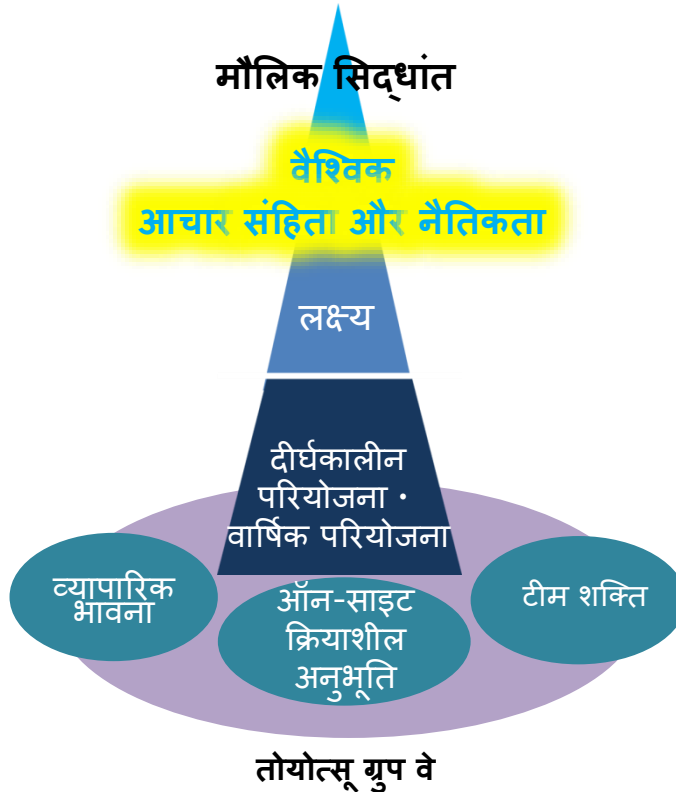 मौलिक सिद्धांत
वैश्विक
आचार संहिता और नैतिकता
लक्ष्य
दीर्घकालीन
परियोजना・
वार्षिक परियोजना
व्यापारिक
भावना
ऑन-साइट
क्रियाशील
अनुभूति
टीम शक्ति
तोयोत्सू ग्रुप वे